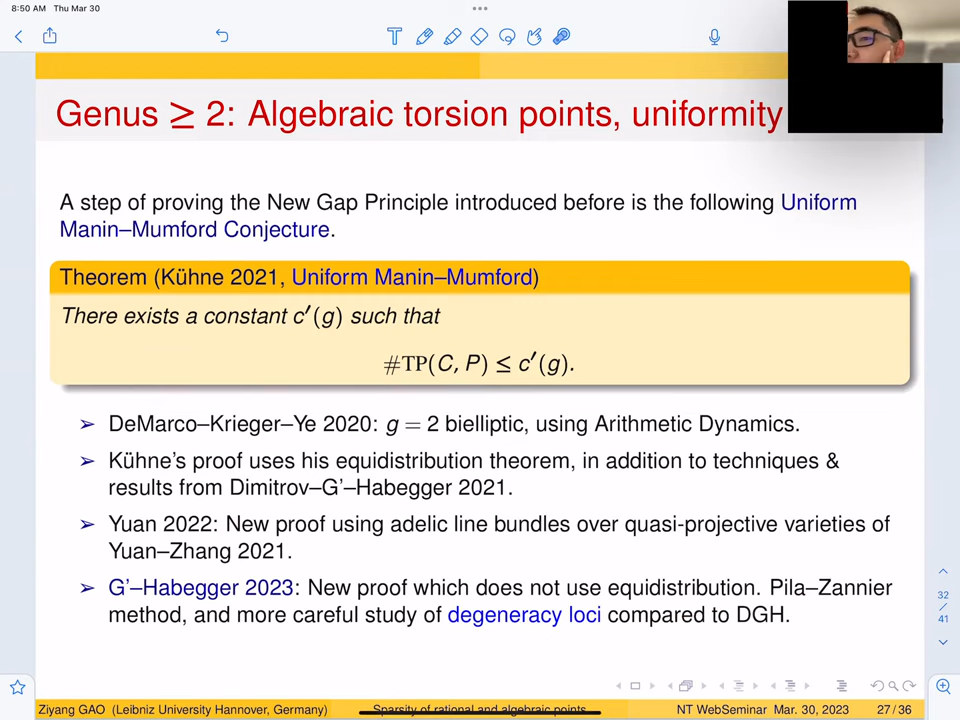 8:50 AM Thu Mar 30
Genus ≥ 2: Algebraic torsion points, uniformity
A step of proving the New Gap Principle introduced before is the following Uniform
Manin–Mumford Conjecture.
Theorem (Kühne 2021, Uniform Manin–Mumford)
There exists a constant c′(g) such that
#TP(C, P) ≤ c′(g).
➢ DeMarco–Krieger–Ye 2020: g = 2 bielliptic, using Arithmetic Dynamics.
➢ Kühne's proof uses his equidistribution theorem, in addition to techniques &
results from Dimitrov–G'–Habegger 2021.
➢ Yuan 2022: New proof using adelic line bundles over quasi-projective varieties of
Yuan–Zhang 2021.
➢ G'–Habegger 2023: New proof which does not use equidistribution. Pila–Zannier
method, and more careful study of degeneracy loci compared to DGH.
32
/
41
Ziyang GAO (Leibniz University Hannover, Germany) Sparsity of rational and algebraic points NT WebSeminar Mar. 30, 2023 27 / 36